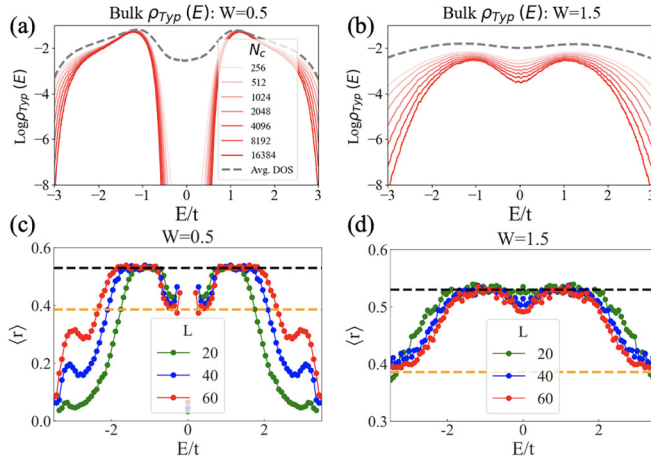 (a) Bulk ρTyp (E): W=0.5
LogρTyp (E)
-2
-4
-6
-8
Nc
256
512
1024
2048
4096
8192
16384
Avg. DOS
-3 -2 -1 0 1 2 3
E/t
(b) Bulk ρTyp (E): W=1.5
LogρTyp (E)
-2
-4
-6
-8
-3 -2 -1 0 1 2 3
E/t
(c) W=0.5
⟨r⟩
0.6
0.4
0.2
0.0
L
20
40
60
-2 0 2
E/t
(d) W=1.5
⟨r⟩
0.6
0.5
0.4
0.3
L
20
40
60
-2 0 2
E/t